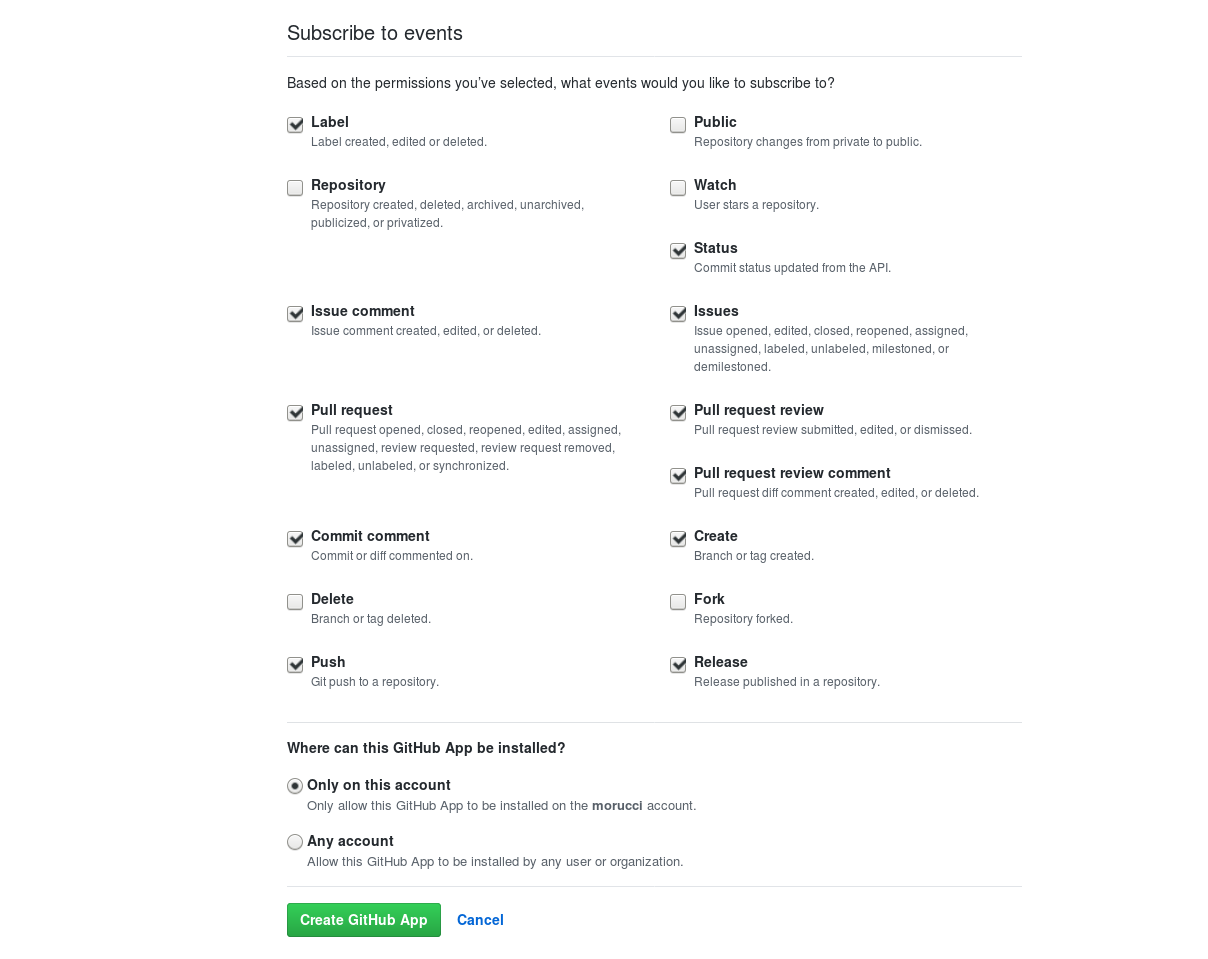 Subscribe to events
Based on the permissions you've selected, what events would you like to subscribe to?
Label
Label created, edited or deleted.
Public
Repository changes from private to public.
Repository
Repository created, deleted, archived, unarchived,
publicized, or privatized.
Watch
User stars a repository.
Status
Commit status updated from the API.
Issue comment
Issue comment created, edited, or deleted.
Issues
Issue opened, edited, closed, reopened, assigned,
unassigned, labeled, unlabeled, milestoned, or
demilestoned.
Pull request
Pull request opened, closed, reopened, edited, assigned,
unassigned, review requested, review request removed,
labeled, unlabeled, or synchronized.
Pull request review
Pull request review submitted, edited, or dismissed.
Pull request review comment
Pull request diff comment created, edited, or deleted.
Commit comment
Commit or diff commented on.
Create
Branch or tag created.
Delete
Branch or tag deleted.
Fork
Repository forked.
Push
Git push to a repository.
Release
Release published in a repository.
Where can this GitHub App be installed?
Only on this account
Only allow this GitHub App to be installed on the morucci account.
Any account
Allow this GitHub App to be installed by any user or organization.
Create GitHub App
Cancel